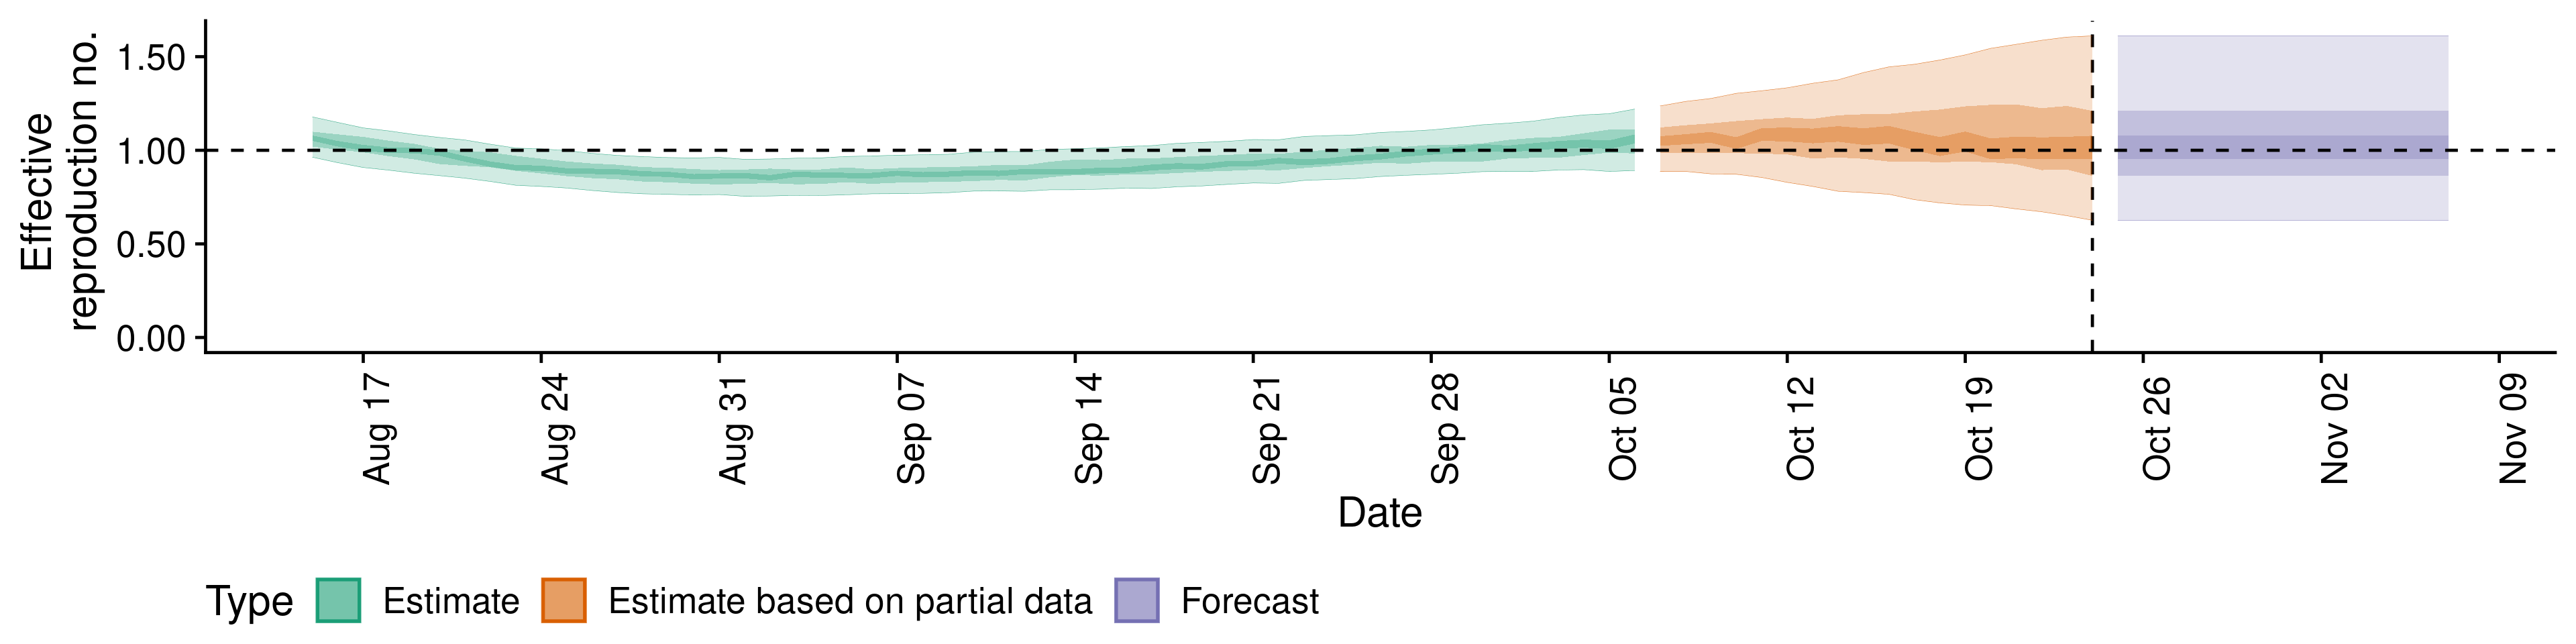 Effective
reproduction no.
1.50
1.00
0.50
0.00
Aug 17
Aug 24
Aug 31
Sep 07
Sep 14
Sep 21
Sep 28
Oct 05
Oct 12
Oct 19
Oct 26
Nov 02
Nov 09
Date
Type Estimate Estimate based on partial data Forecast